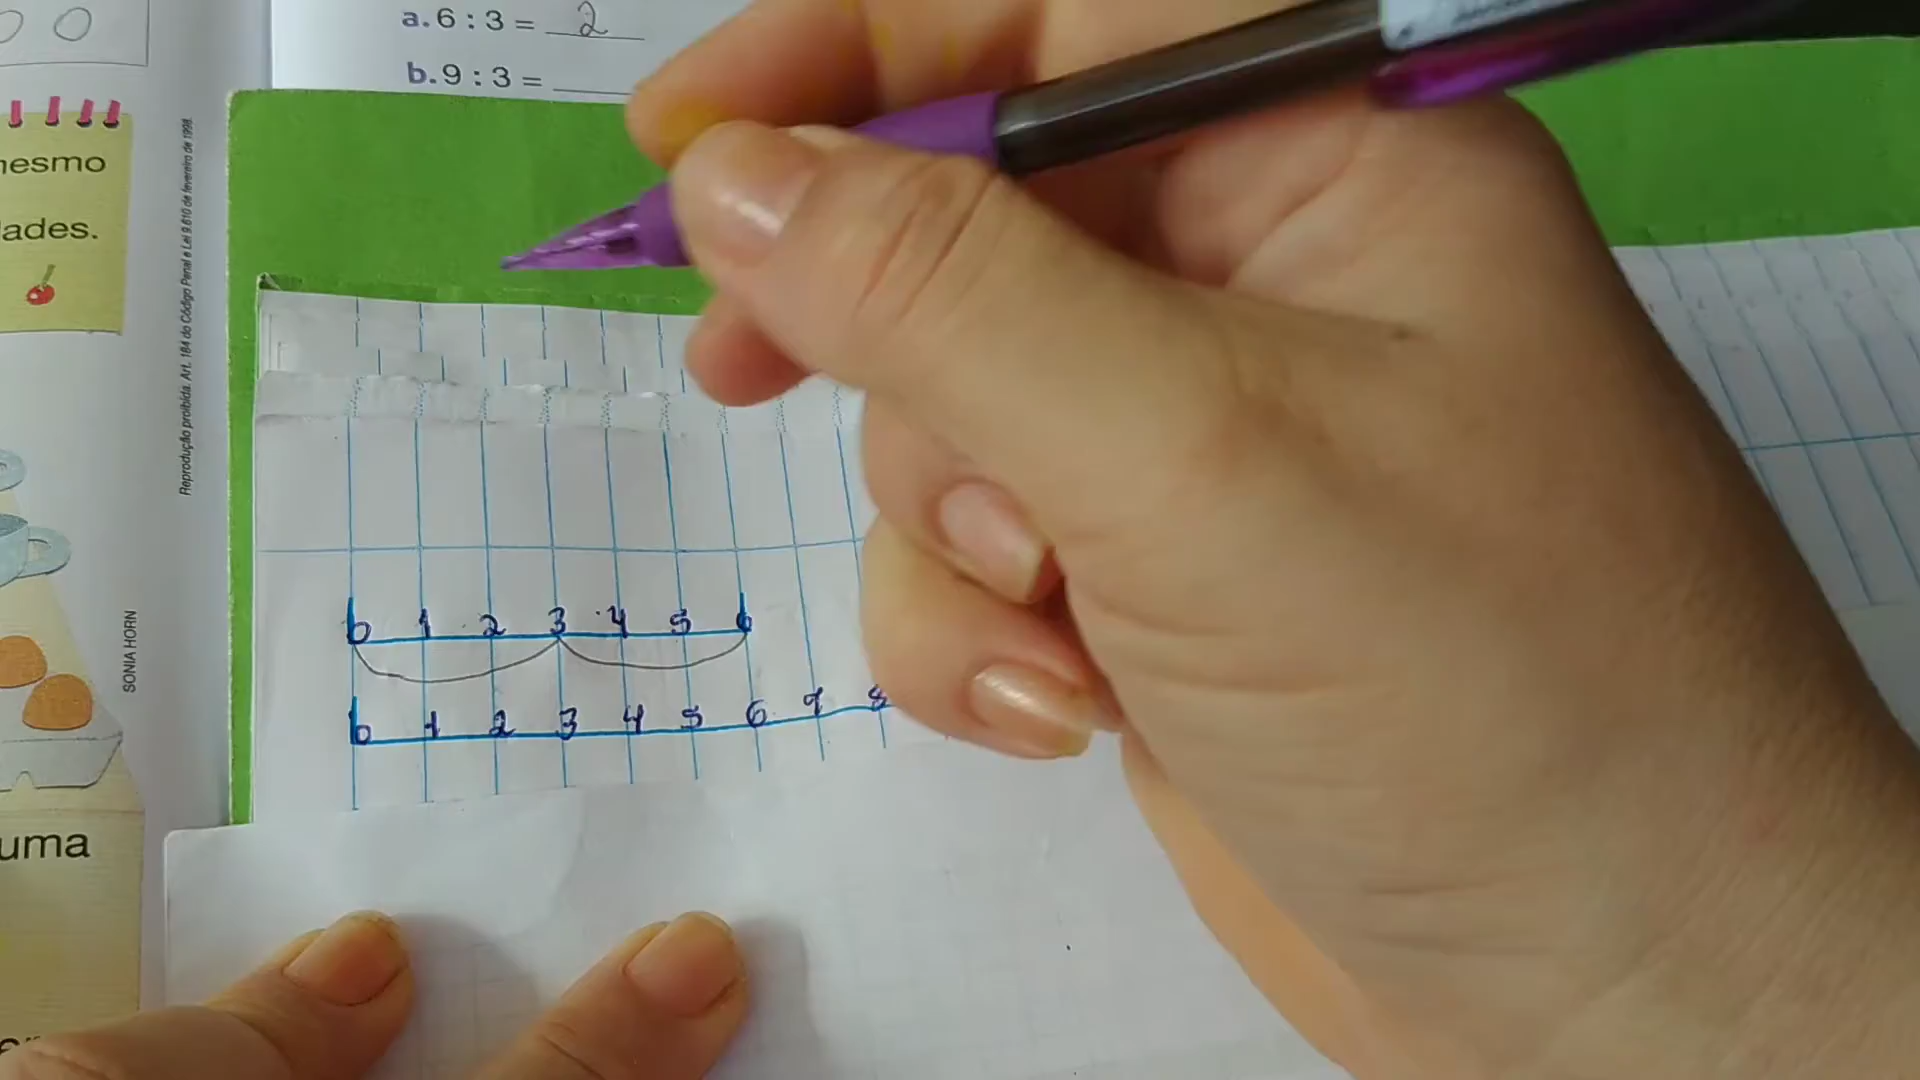 a. 6 : 3 = 2
b. 9 : 3 =
mesmo
dades.
Reprodução proibida. Art. 184 do Código Penal e Lei 9.610 de fevereiro de 1998.
SONIA HORN
0 1 2 3 4 5 6
0 1 2 3 4 5 6 7 8
uma